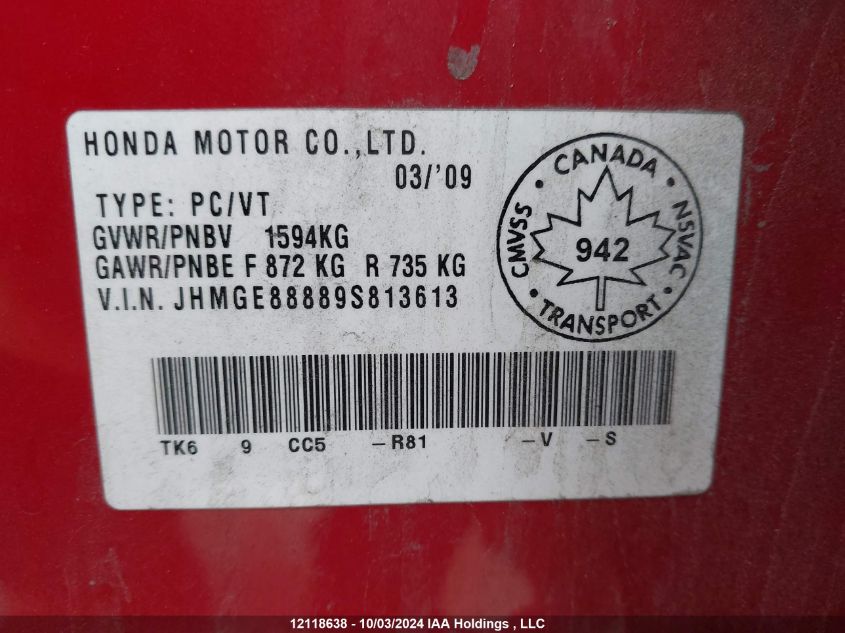 HONDA MOTOR CO.,LTD.
03/'09
TYPE: PC/VT
GVWR/PNBV 1594KG
GAWR/PNBE F 872 KG R 735 KG
V.I.N. JHMGE88889S813613
• CANADA •
CMVSS
NSVAC
942
• TRANSPORT •
TK6 9 CC5 -R81 -V -S
12118638 - 10/03/2024 IAA Holdings , LLC